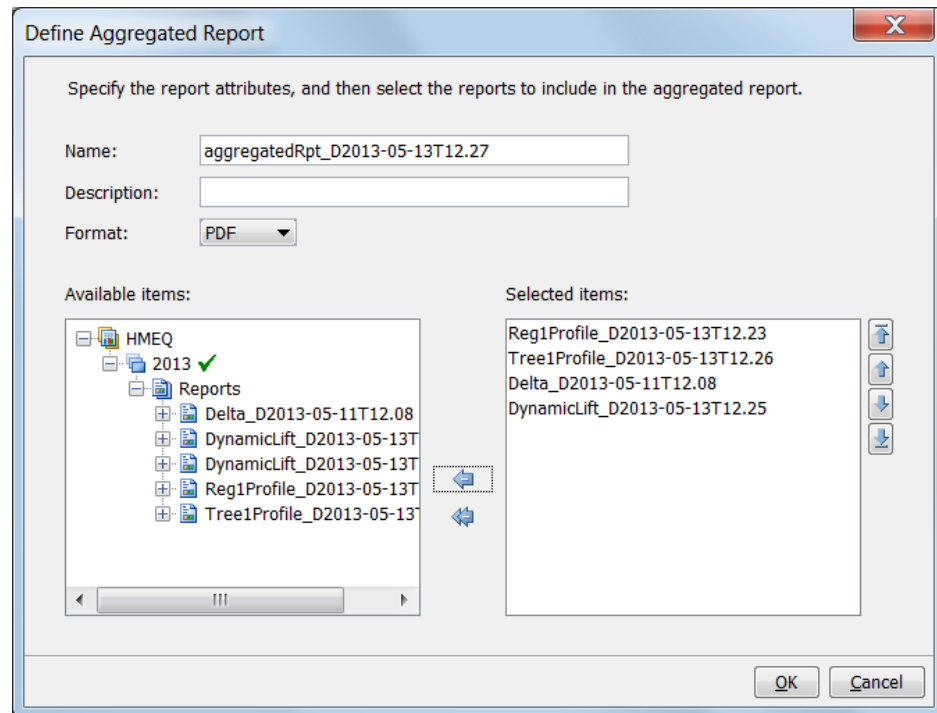 Define Aggregated Report
Specify the report attributes, and then select the reports to include in the aggregated report.
Name: aggregatedRpt_D2013-05-13T12.27
Description:
Format: PDF
Available items:
HMEQ
2013
Reports
Delta_D2013-05-11T12.08
DynamicLift_D2013-05-13T
DynamicLift_D2013-05-13T
Reg1Profile_D2013-05-13T
Tree1Profile_D2013-05-13T
Selected items:
Reg1Profile_D2013-05-13T12.23
Tree1Profile_D2013-05-13T12.26
Delta_D2013-05-11T12.08
DynamicLift_D2013-05-13T12.25
OK Cancel